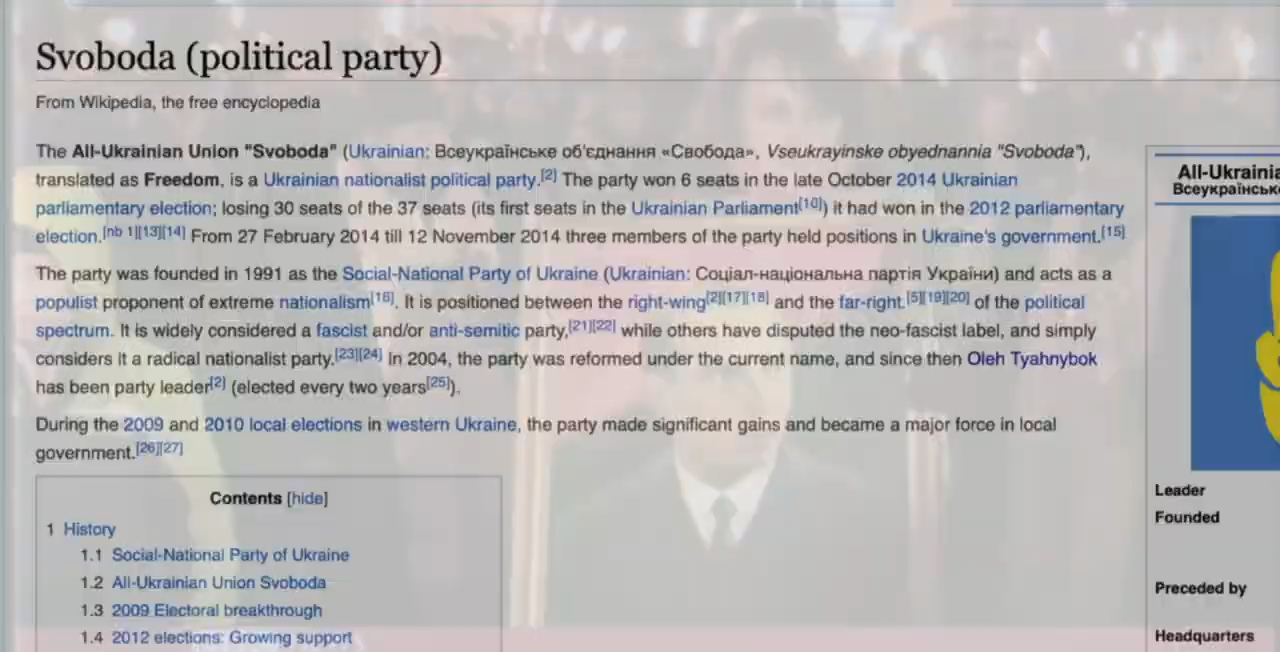 Svoboda (political party)
From Wikipedia, the free encyclopedia
The All-Ukrainian Union "Svoboda" (Ukrainian: Всеукраїнське об'єднання «Свобода», Vseukrayinske obyednannia "Svoboda"),
translated as Freedom, is a Ukrainian nationalist political party.[2] The party won 6 seats in the late October 2014 Ukrainian
parliamentary election; losing 30 seats of the 37 seats (its first seats in the Ukrainian Parliament[10]) it had won in the 2012 parliamentary
election.[nb 1][13][14] From 27 February 2014 till 12 November 2014 three members of the party held positions in Ukraine's government.[15]
The party was founded in 1991 as the Social-National Party of Ukraine (Ukrainian: Соціал-національна партія України) and acts as a
populist proponent of extreme nationalism[16]. It is positioned between the right-wing[2][17][18] and the far-right.[5][19][20] of the political
spectrum. It is widely considered a fascist and/or anti-semitic party,[21][22] while others have disputed the neo-fascist label, and simply
considers it a radical nationalist party.[23][24] In 2004, the party was reformed under the current name, and since then Oleh Tyahnybok
has been party leader[2] (elected every two years[25]).
During the 2009 and 2010 local elections in western Ukraine, the party made significant gains and became a major force in local
government.[26][27]
Contents [hide]
1 History
1.1 Social-National Party of Ukraine
1.2 All-Ukrainian Union Svoboda
1.3 2009 Electoral breakthrough
1.4 2012 elections: Growing support
All-Ukrainia
Всеукраїнськ
Leader
Founded
Preceded by
Headquarters